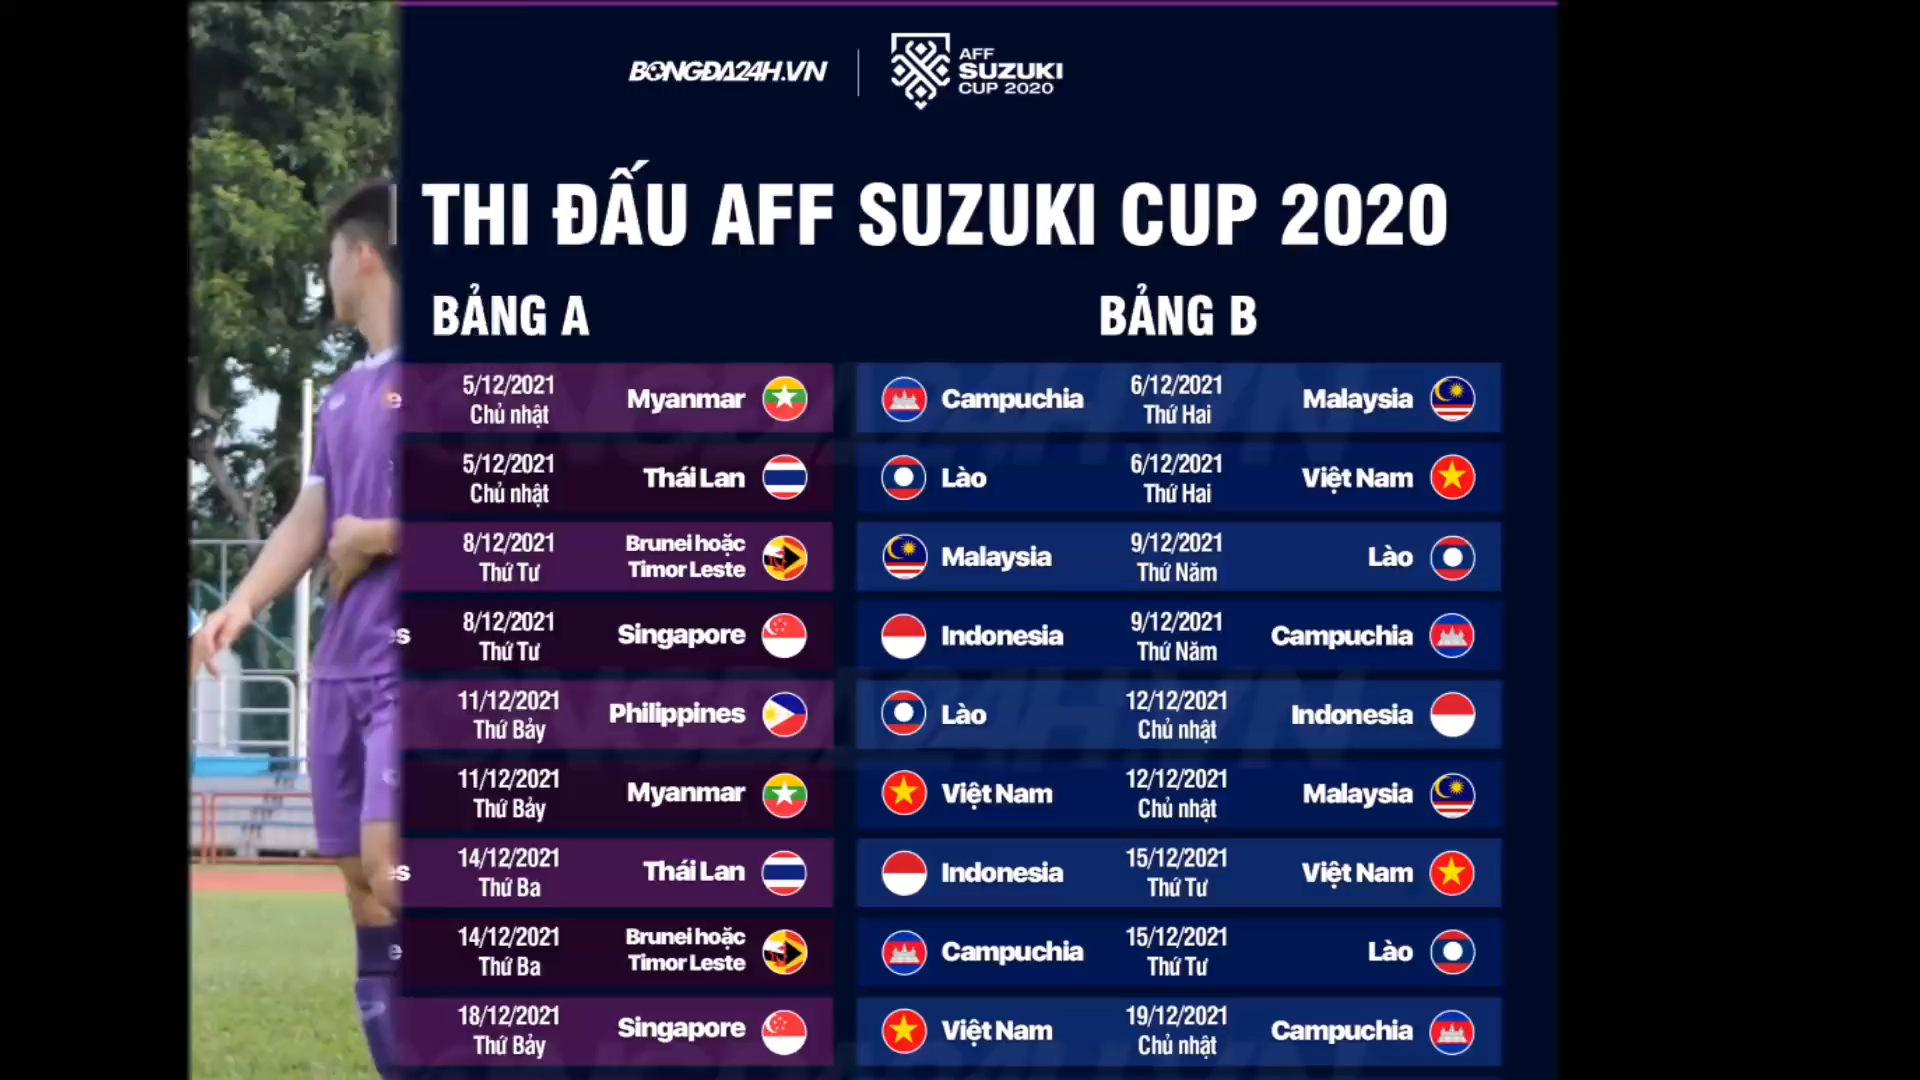 BONGDA24H.VN
AFF
SUZUKI
CUP 2020
THI ĐẤU AFF SUZUKI CUP 2020
BẢNG A
5/12/2021
Chủ nhật
Myanmar
5/12/2021
Chủ nhật
Thái Lan
8/12/2021
Thứ Tư
Brunei hoặc
Timor Leste
8/12/2021
Thứ Tư
Singapore
11/12/2021
Thứ Bảy
Philippines
11/12/2021
Thứ Bảy
Myanmar
14/12/2021
Thứ Ba
Thái Lan
14/12/2021
Thứ Ba
Brunei hoặc
Timor Leste
18/12/2021
Thứ Bảy
Singapore
BẢNG B
Campuchia
6/12/2021
Thứ Hai
Malaysia
Lào
6/12/2021
Thứ Hai
Việt Nam
Malaysia
9/12/2021
Thứ Năm
Lào
Indonesia
9/12/2021
Thứ Năm
Campuchia
Lào
12/12/2021
Chủ nhật
Indonesia
Việt Nam
12/12/2021
Chủ nhật
Malaysia
Indonesia
15/12/2021
Thứ Tư
Việt Nam
Campuchia
15/12/2021
Thứ Tư
Lào
Việt Nam
19/12/2021
Chủ nhật
Campuchia